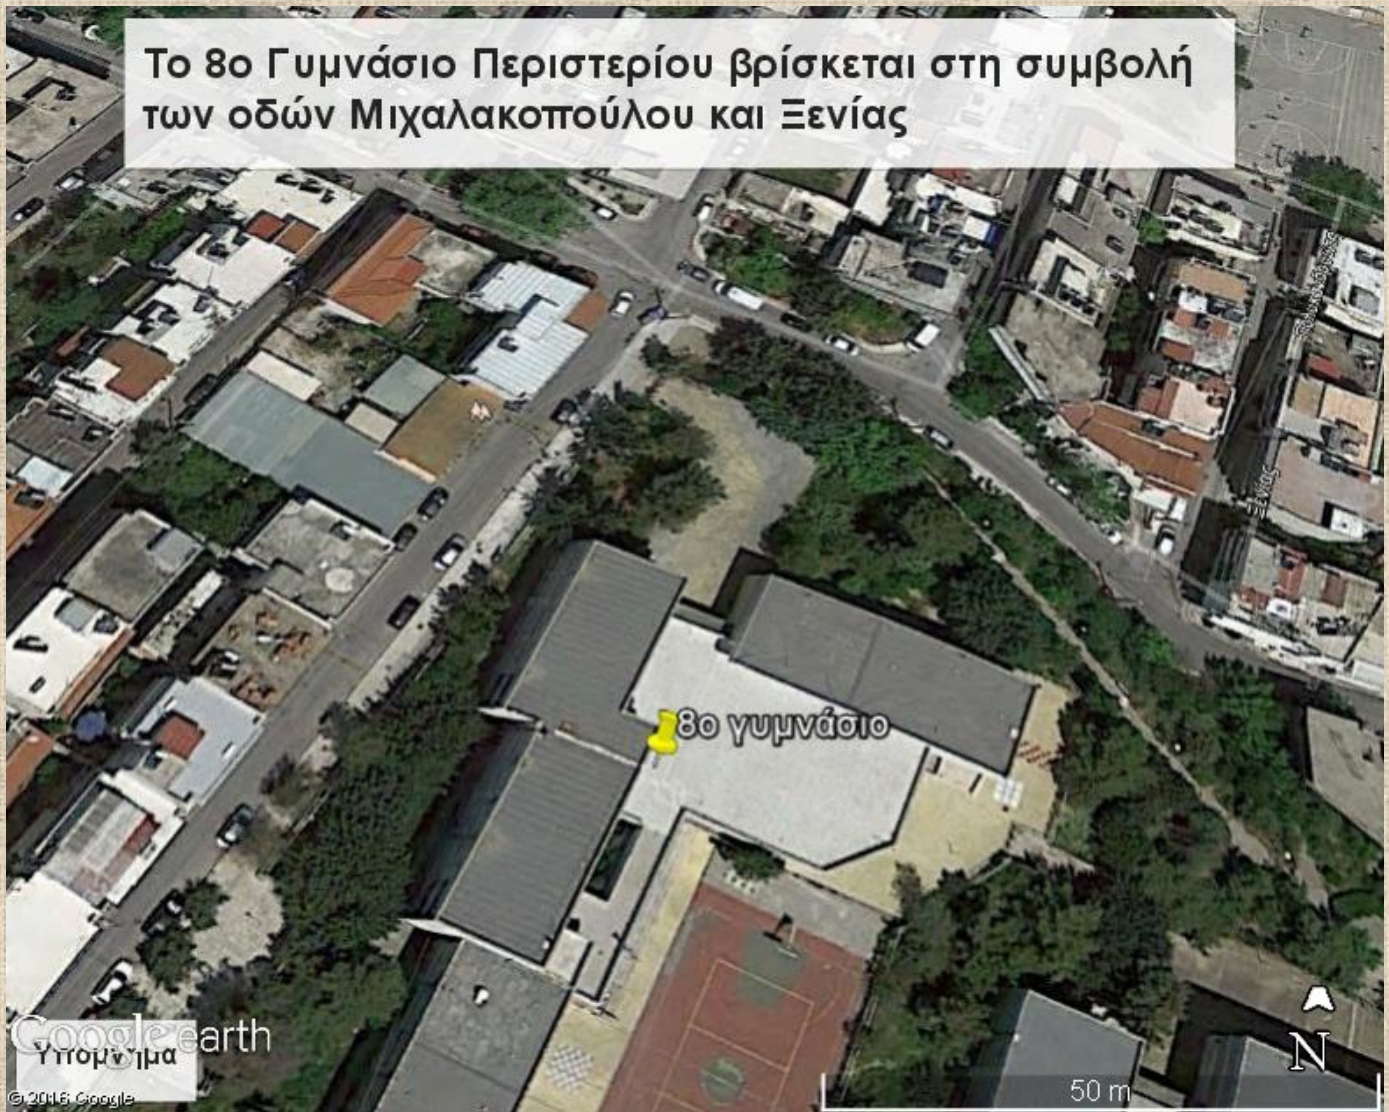 Το 8ο Γυμνάσιο Περιστερίου βρίσκεται στη συμβολή
των οδών Μιχαλακοπούλου και Ξενίας
Ξενίας
8ο γυμνάσιο
Google earth
Υπόμνημα
N
50 m
© 2016 Google